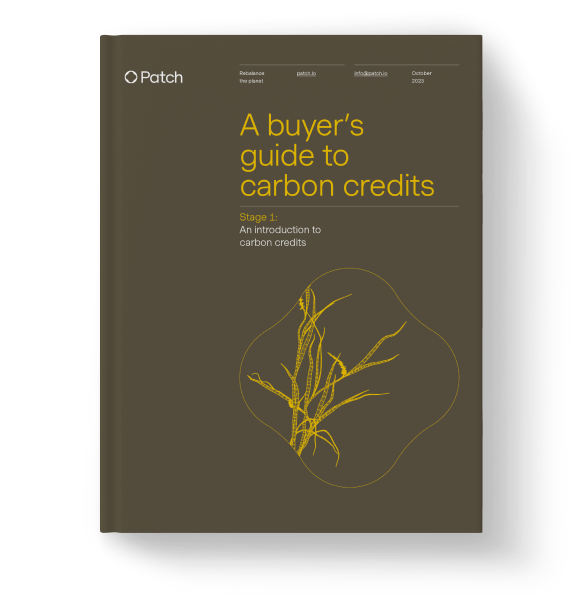 Patch
Rebalance
the planet
patch.io
info@patch.io
October
2023
A buyer's
guide to
carbon credits
Stage 1:
An introduction to
carbon credits